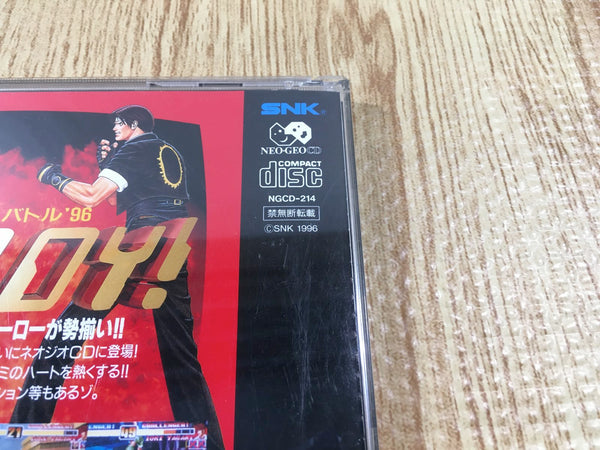 SNK
NEO・GEO CD
COMPACT
disc
NGCD-214
禁無断転載
©SNK 1996
バトル '96
DY!
ーローが勢揃い!!
いにネオジオCDに登場!
ミのハートを熱くする!!
ション等もあるゾ。